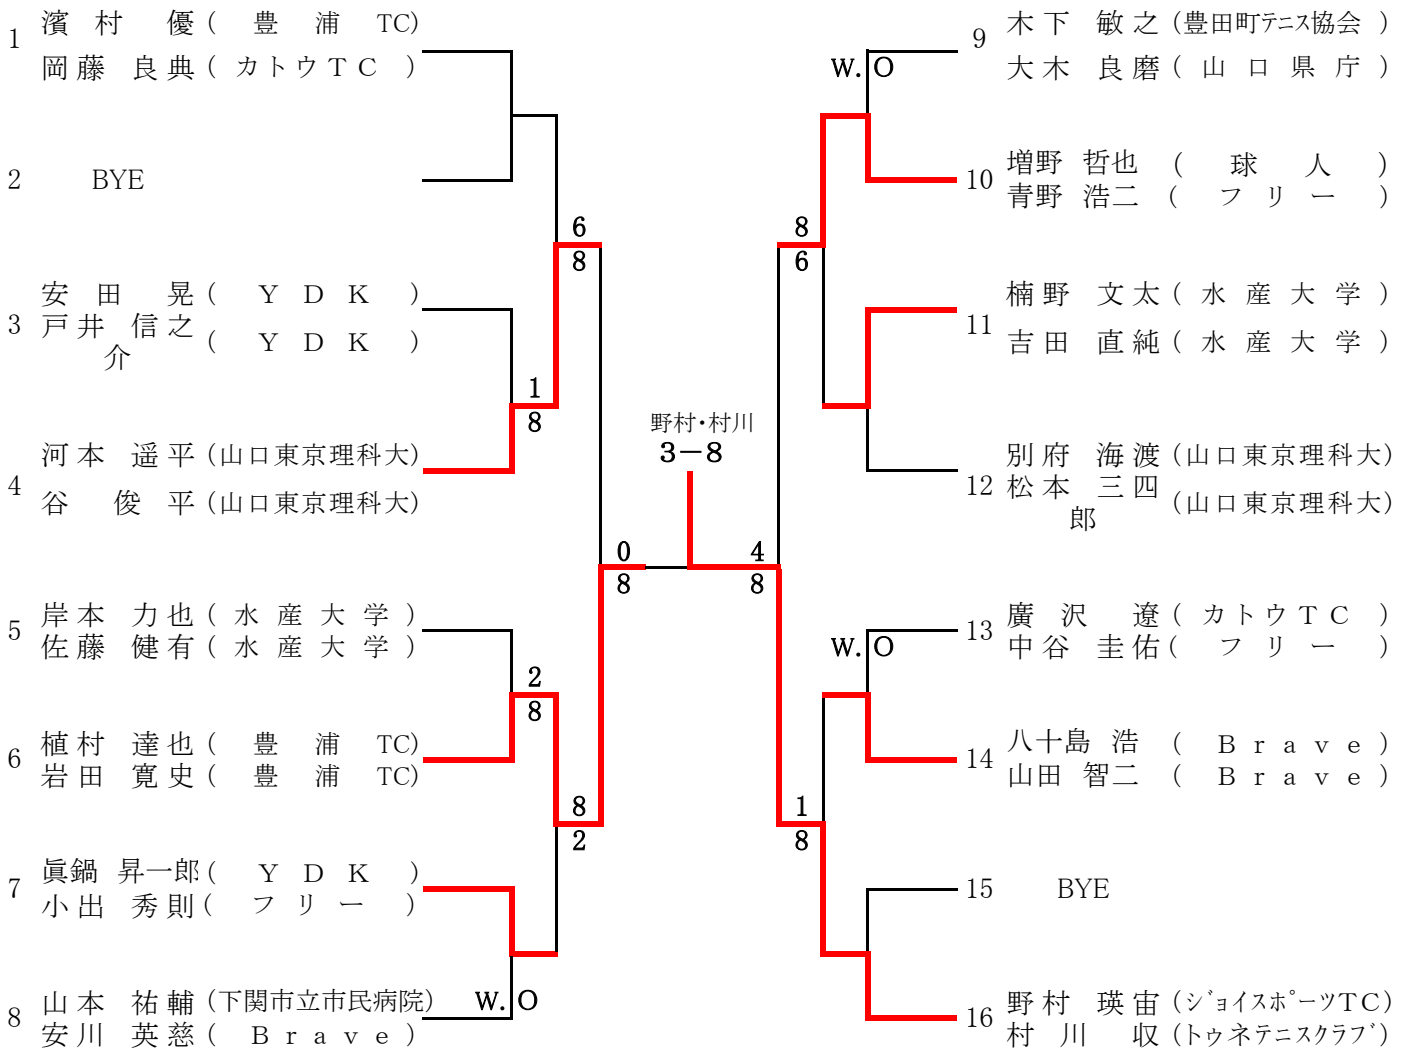 1 濱村 優 ( 豊浦 TC)
岡藤 良典 ( カトウTC )
2 BYE
3 安田 晃 ( YDK )
戸井 信之介 ( YDK )
4 河本 遥平 (山口東京理科大)
谷 俊平 (山口東京理科大)
5 岸本 力也 ( 水産大学 )
佐藤 健有 ( 水産大学 )
6 植村 達也 ( 豊浦 TC)
岩田 寛史 ( 豊浦 TC)
7 眞鍋 昇一郎 ( YDK )
小出 秀則 ( フリー )
8 山本 祐輔 (下関市立市民病院)
安川 英慈 ( Brave )
W.O
1
8
2
8
6
8
8
2
0
8
野村・村川
3－8
4
8
8
6
1
8
W.O
W.O
9 木下 敏之 (豊田町テニス協会 )
大木 良磨 ( 山口県庁 )
10 増野 哲也 ( 球人 )
青野 浩二 ( フリー )
11 楠野 文太 ( 水産大学 )
吉田 直純 ( 水産大学 )
12 別府 海渡 (山口東京理科大)
松本 三四郎 (山口東京理科大)
13 廣沢 遼 ( カトウTC )
中谷 圭佑 ( フリー )
14 八十島 浩 ( Brave )
山田 智二 ( Brave )
15 BYE
16 野村 瑛宙 (ジョイスポーツTC)
村川 収 (トゥネテニスクラブ)